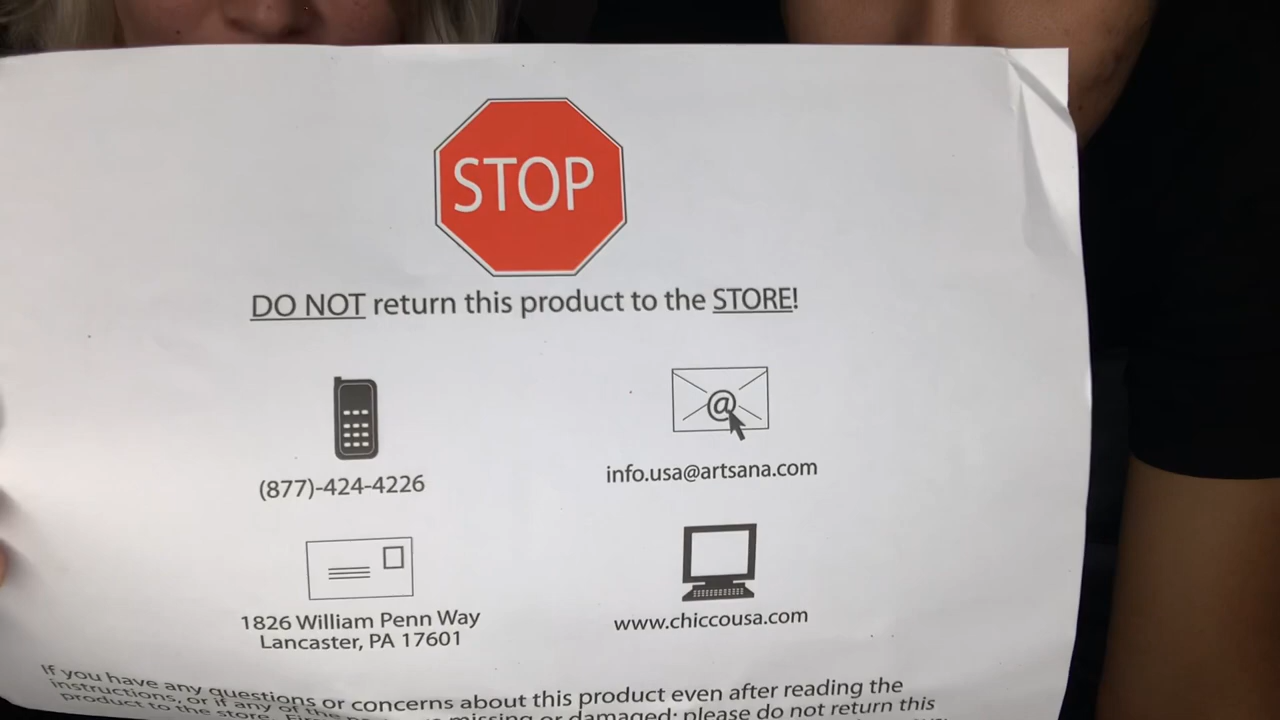 STOP
DO NOT return this product to the STORE!
(877)-424-4226
@
info.usa@artsana.com
1826 William Penn Way
Lancaster, PA 17601
www.chiccousa.com
If you have any questions or concerns about this product even after reading the
instructions, or if any of the missing or damaged; please do not return this
product to the store.